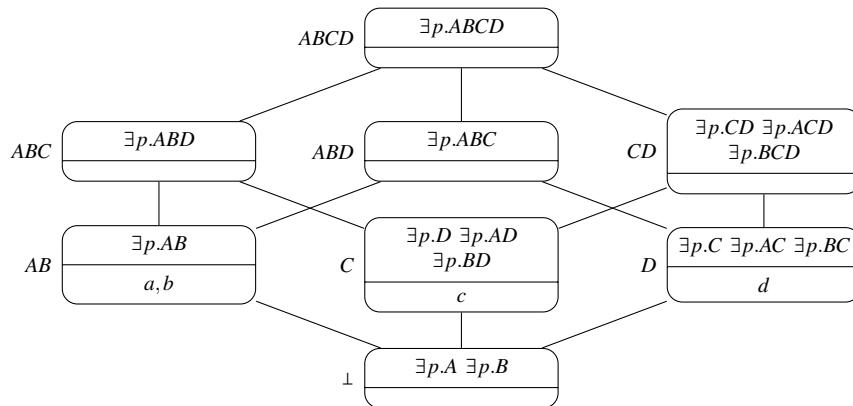 ABCD
∃p.ABCD
ABC
∃p.ABD
ABD
∃p.ABC
CD
∃p.CD ∃p.ACD
∃p.BCD
AB
∃p.AB
a,b
C
∃p.D ∃p.AD
∃p.BD
c
D
∃p.C ∃p.AC ∃p.BC
d
⊥
∃p.A ∃p.B